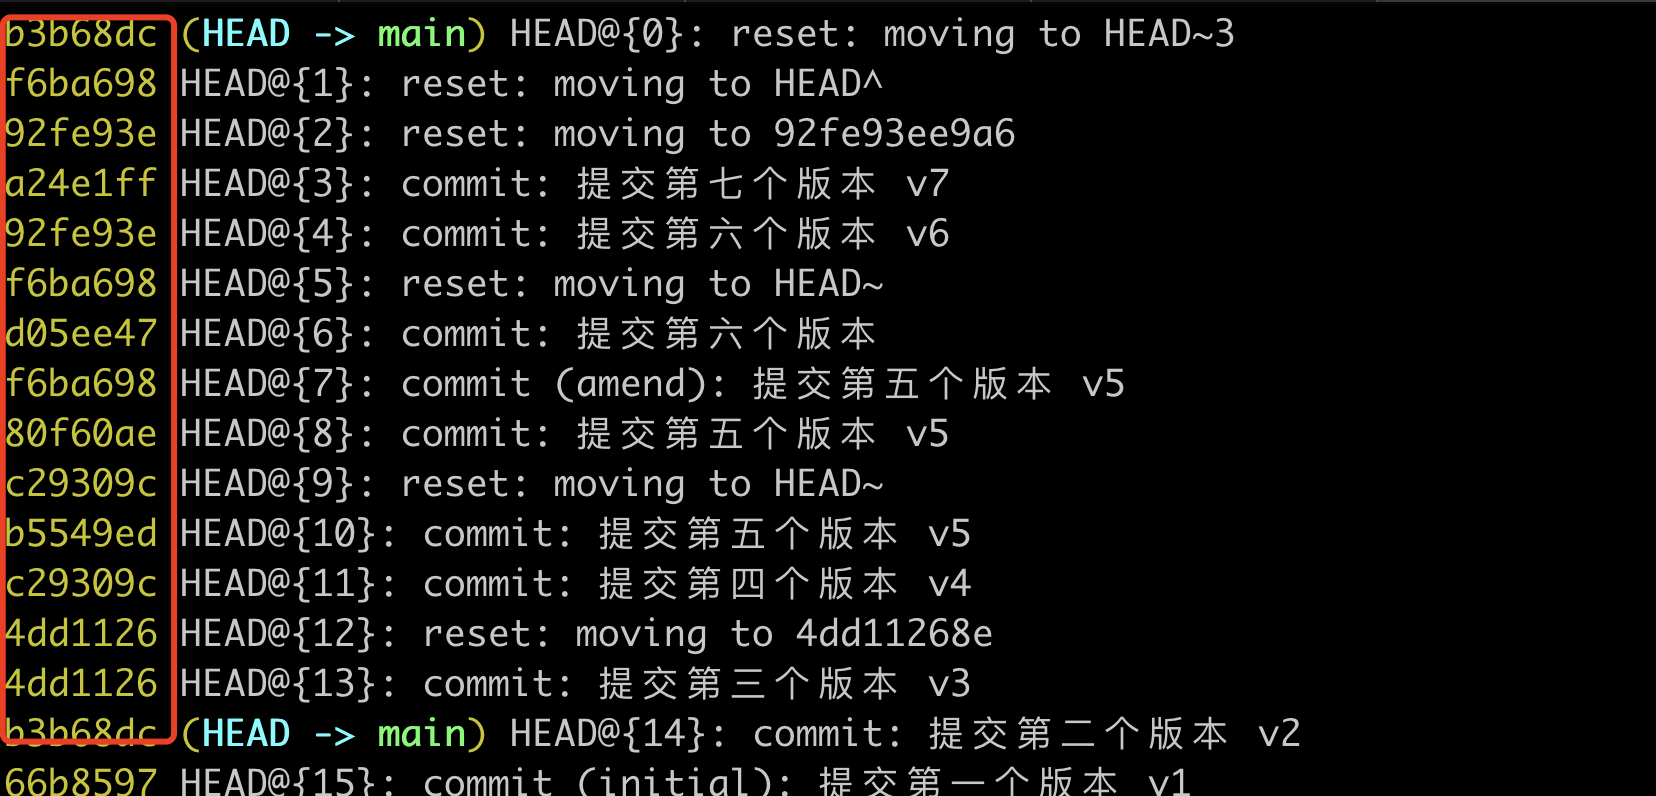 b3b68dc (HEAD -> main) HEAD@{0}: reset: moving to HEAD~3
f6ba698 HEAD@{1}: reset: moving to HEAD^
92fe93e HEAD@{2}: reset: moving to 92fe93ee9a6
a24e1ff HEAD@{3}: commit: 提交第七个版本 v7
92fe93e HEAD@{4}: commit: 提交第六个版本 v6
f6ba698 HEAD@{5}: reset: moving to HEAD~
d05ee47 HEAD@{6}: commit: 提交第六个版本
f6ba698 HEAD@{7}: commit (amend): 提交第五个版本 v5
80f60ae HEAD@{8}: commit: 提交第五个版本 v5
c29309c HEAD@{9}: reset: moving to HEAD~
b5549ed HEAD@{10}: commit: 提交第五个版本 v5
c29309c HEAD@{11}: commit: 提交第四个版本 v4
4dd1126 HEAD@{12}: reset: moving to 4dd11268e
4dd1126 HEAD@{13}: commit: 提交第三个版本 v3
b3b68dc (HEAD -> main) HEAD@{14}: commit: 提交第二个版本 v2
66b8597 HEAD@{15}: commit (initial): 提交第一个版本 v1